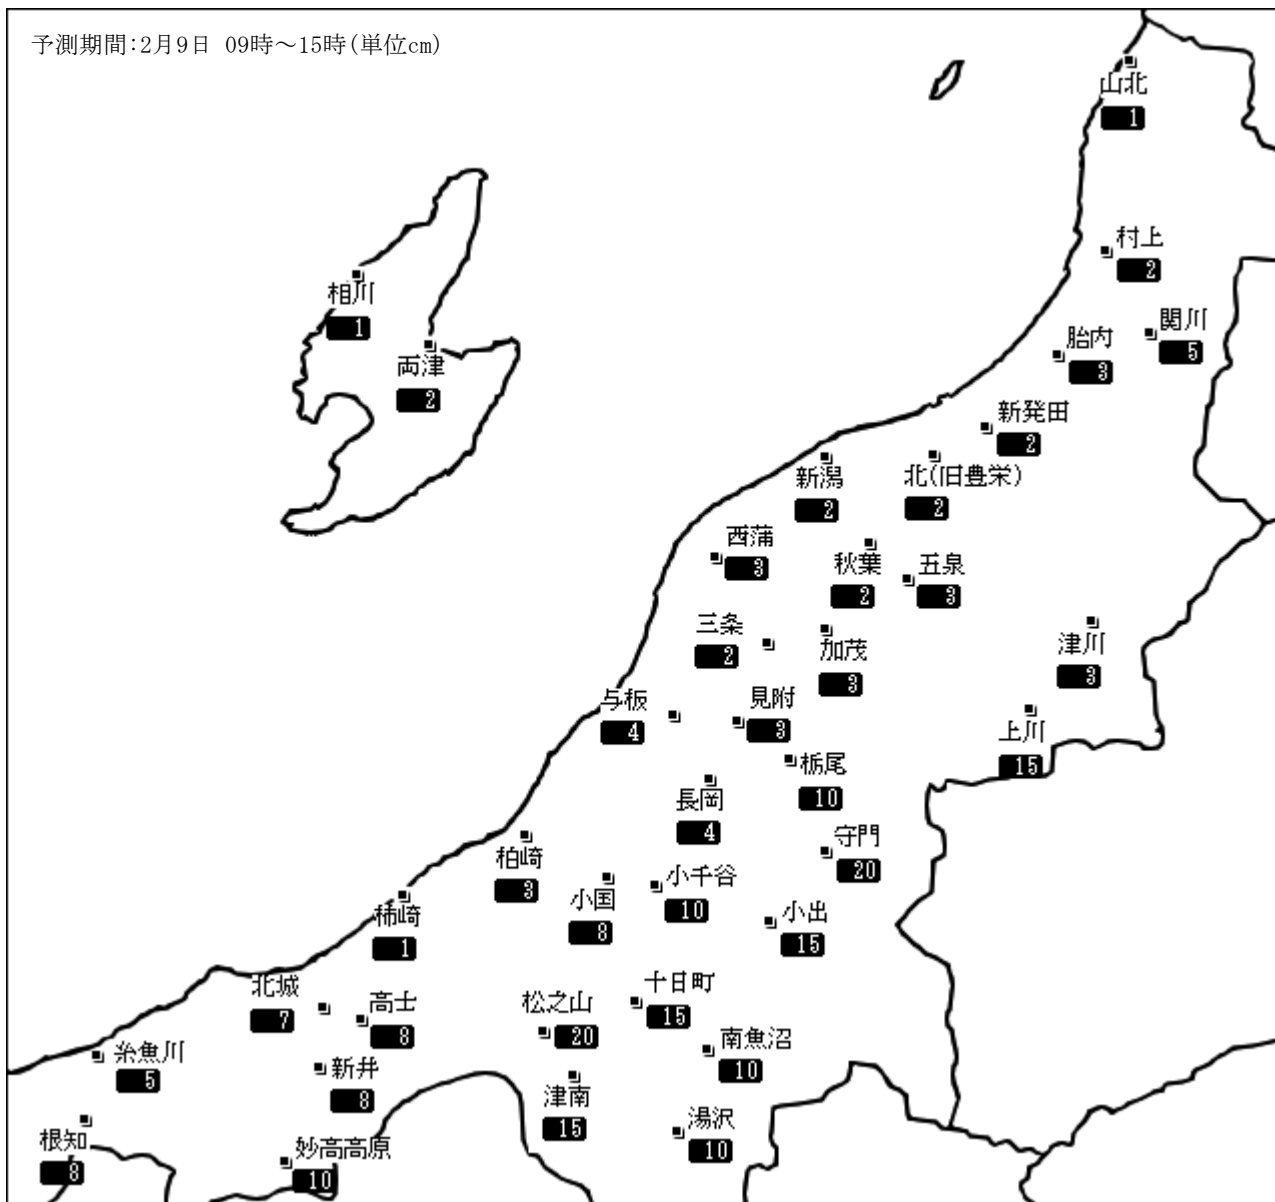 予測期間:2月9日 09時～15時(単位cm)
山北
1
村上
2
相川
1
関川
5
胎内
3
両津
2
新発田
2
新潟
2
北(旧豊栄)
2
西蒲
3
秋葉
2
五泉
3
三条
2
加茂
3
津川
3
与板
4
見附
3
上川
15
栃尾
10
長岡
4
守門
20
柏崎
3
小千谷
10
小国
8
小出
15
柿崎
1
北城
7
高士
8
松之山
20
十日町
15
南魚沼
10
糸魚川
5
新井
8
津南
15
湯沢
10
根知
8
妙高高原
10